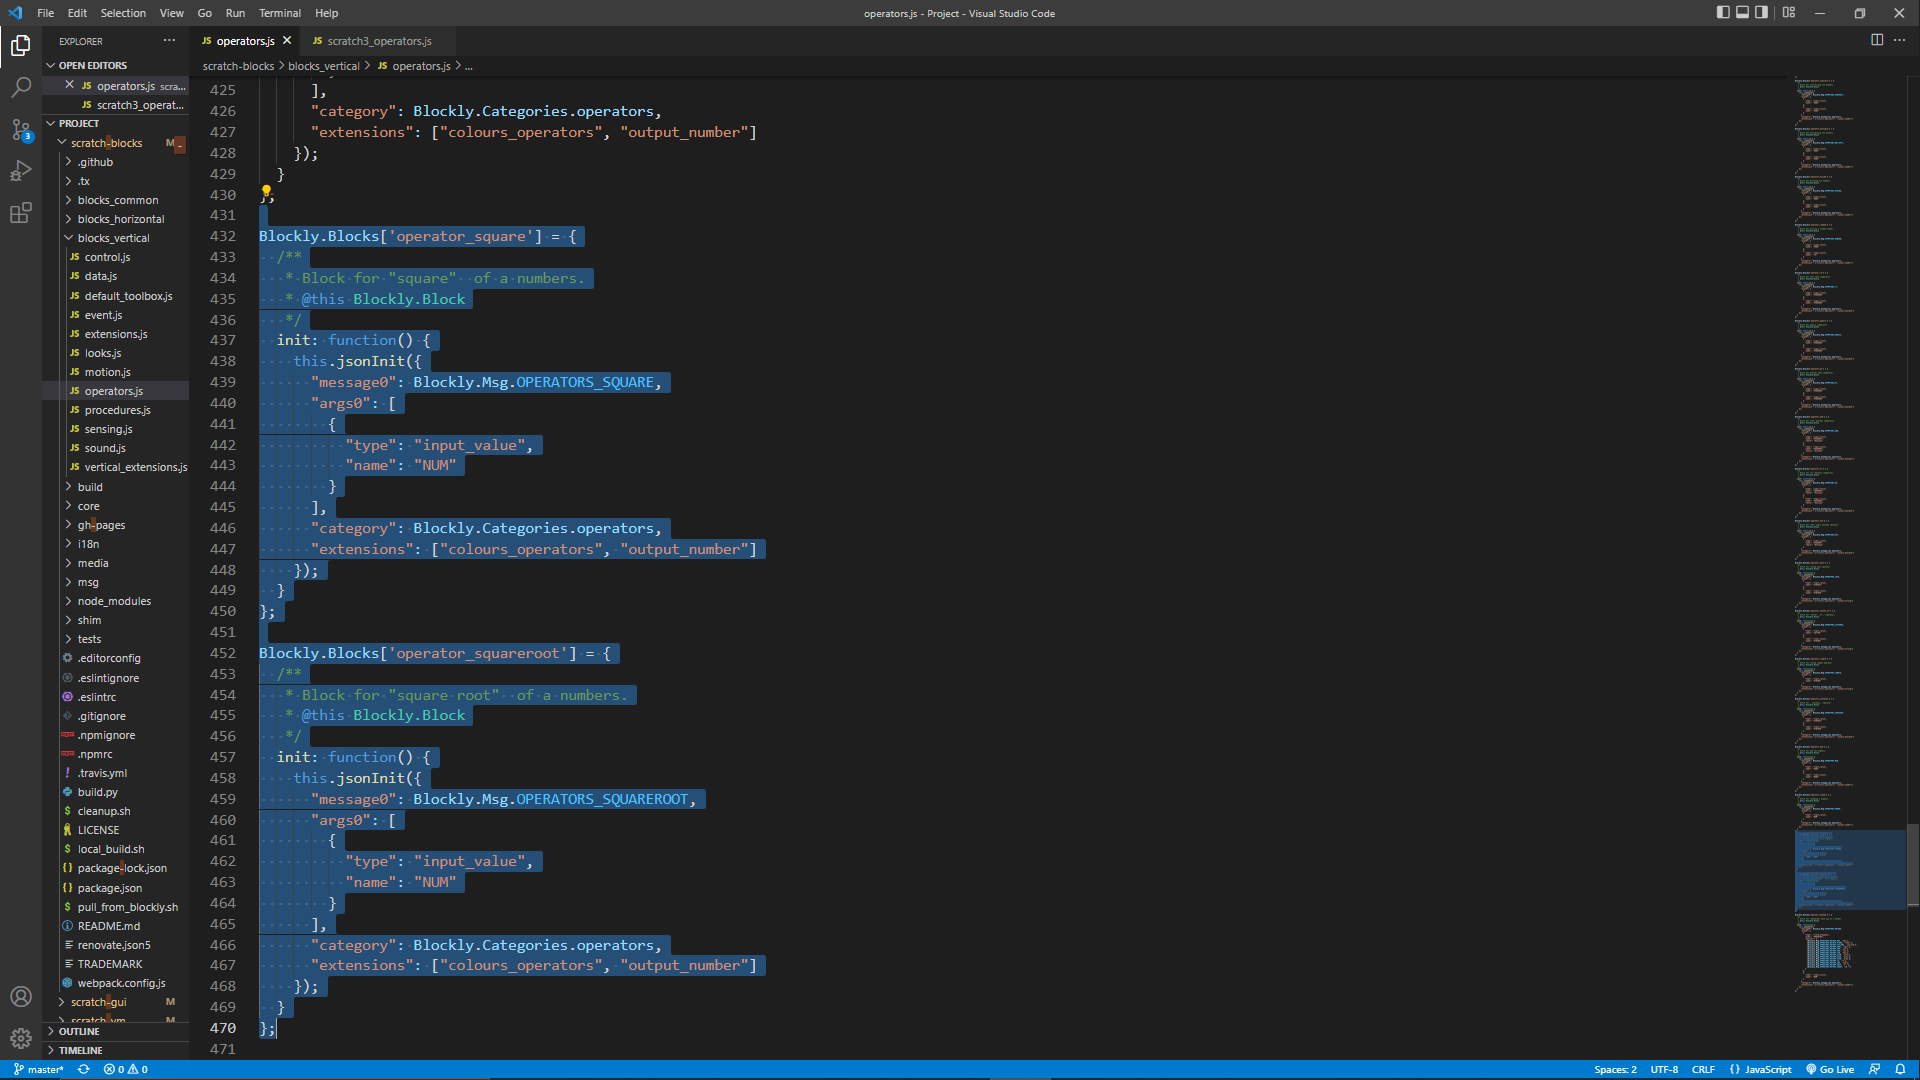 File Edit Selection View Go Run Terminal Help
operators.js - Project - Visual Studio Code
EXPLORER
OPEN EDITORS
JS operators.js scra...
JS scratch3_operat...
PROJECT
scratch-blocks M
.github
.tx
blocks_common
blocks_horizontal
blocks_vertical
JS control.js
JS data.js
JS default_toolbox.js
JS event.js
JS extensions.js
JS looks.js
JS motion.js
JS operators.js
JS procedures.js
JS sensing.js
JS sound.js
JS vertical_extensions.js
build
core
gh-pages
i18n
media
msg
node_modules
shim
tests
.editorconfig
.eslintignore
.eslintrc
.gitignore
.npmignore
.npmrc
.travis.yml
build.py
cleanup.sh
LICENSE
local_build.sh
package-lock.json
package.json
pull_from_blockly.sh
README.md
renovate.json5
TRADEMARK
webpack.config.js
scratch-gui M
scratch-vm M
OUTLINE
TIMELINE
JS operators.js JS scratch3_operators.js
scratch-blocks > blocks_vertical > JS operators.js > ...
425 ],
426 "category": Blockly.Categories.operators,
427 "extensions": ["colours_operators", "output_number"]
428 });
429 }
430 };
431
432 Blockly.Blocks['operator_square'] = {
433 /**
434 * Block for "square" of a numbers.
435 * @this Blockly.Block
436 */
437 init: function() {
438 this.jsonInit({
439 "message0": Blockly.Msg.OPERATORS_SQUARE,
440 "args0": [
441 {
442 "type": "input_value",
443 "name": "NUM"
444 }
445 ],
446 "category": Blockly.Categories.operators,
447 "extensions": ["colours_operators", "output_number"]
448 });
449 }
450 };
451
452 Blockly.Blocks['operator_squareroot'] = {
453 /**
454 * Block for "square root" of a numbers.
455 * @this Blockly.Block
456 */
457 init: function() {
458 this.jsonInit({
459 "message0": Blockly.Msg.OPERATORS_SQUAREROOT,
460 "args0": [
461 {
462 "type": "input_value",
463 "name": "NUM"
464 }
465 ],
466 "category": Blockly.Categories.operators,
467 "extensions": ["colours_operators", "output_number"]
468 });
469 }
470 };
471
master* 0 0
Spaces: 2 UTF-8 CRLF {} JavaScript Go Live